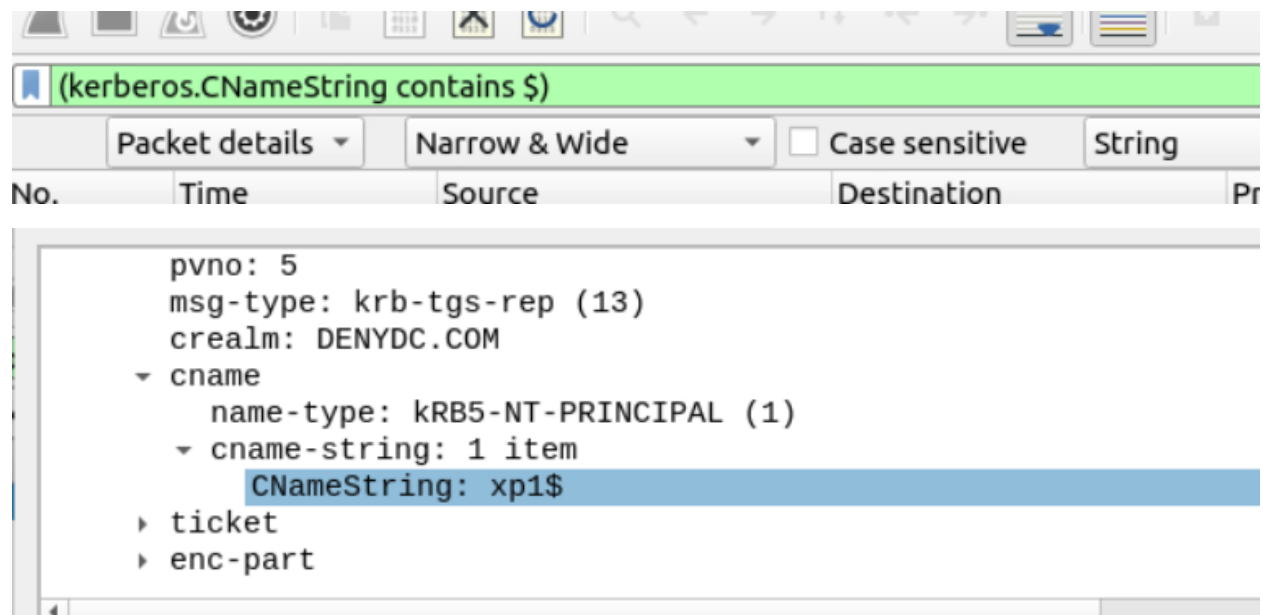 (kerberos.CNameString contains $)
Packet details Narrow & Wide Case sensitive String
No. Time Source Destination Pr
pvno: 5
msg-type: krb-tgs-rep (13)
crealm: DENYDC.COM
cname
name-type: kRB5-NT-PRINCIPAL (1)
cname-string: 1 item
CNameString: xp1$
ticket
enc-part